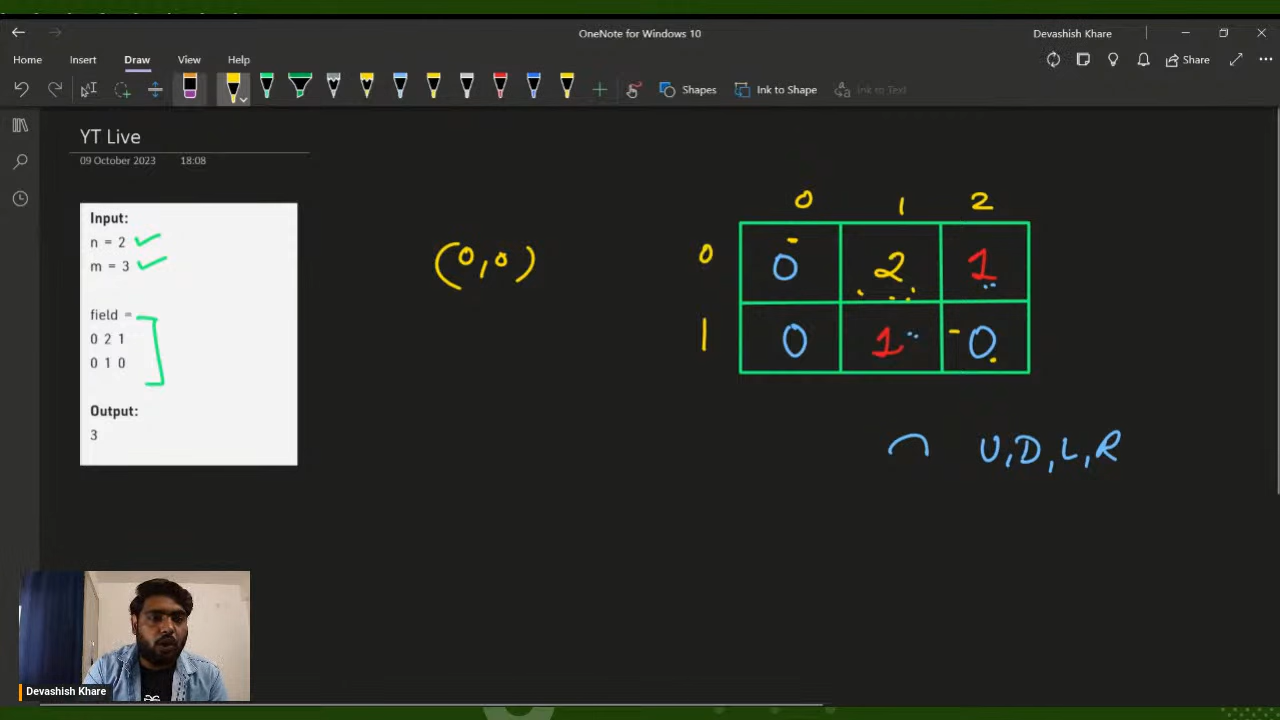 OneNote for Windows 10
Devashish Khare
Home Insert Draw View Help
Share
Shapes Ink to Shape Ink to Text
YT Live
09 October 2023 18:08
Input:
n = 2
m = 3
field =
0 2 1
0 1 0
Output:
3
(0,0)
0 1 2
0 0 2 1
1 0 1 0
U, D, L, R
Devashish Khare